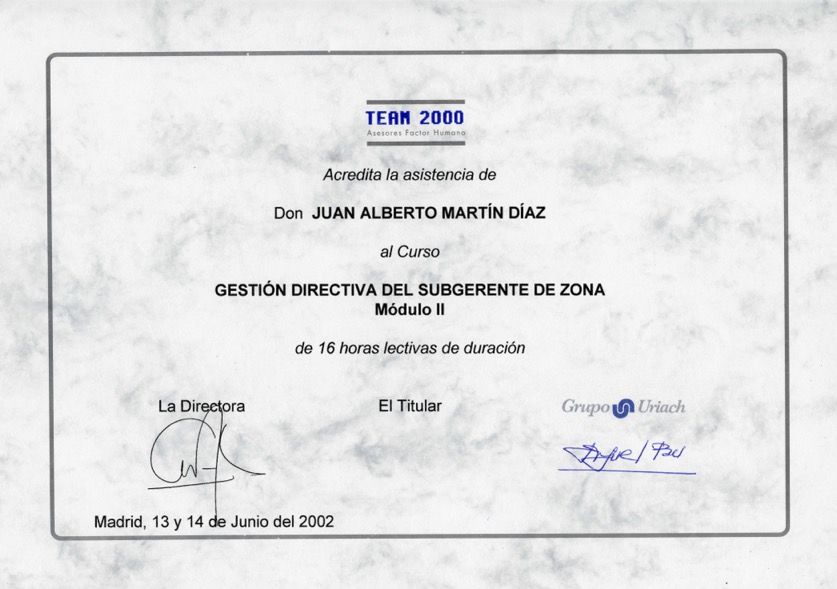 TEAM 2000
Asesores Factor Humano
Acredita la asistencia de
Don JUAN ALBERTO MARTÍN DÍAZ
al Curso
GESTIÓN DIRECTIVA DEL SUBGERENTE DE ZONA
Módulo II
de 16 horas lectivas de duración
La Directora El Titular Grupo Uriach
Madrid, 13 y 14 de Junio del 2002